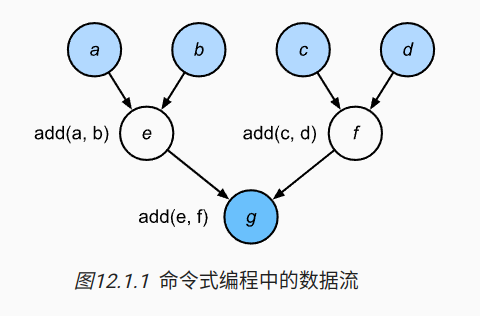 a b c d
add(a, b) e add(c, d) f
add(e, f) g
图12.1.1 命令式编程中的数据流